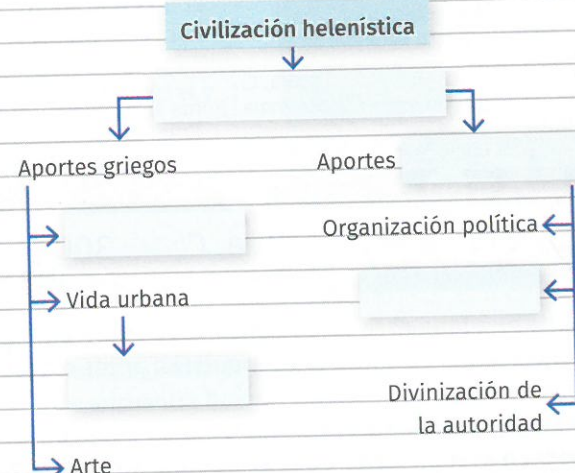 Civilización helenística
Aportes griegos
Aportes
Organización política
Vida urbana
Divinización de
la autoridad
Arte